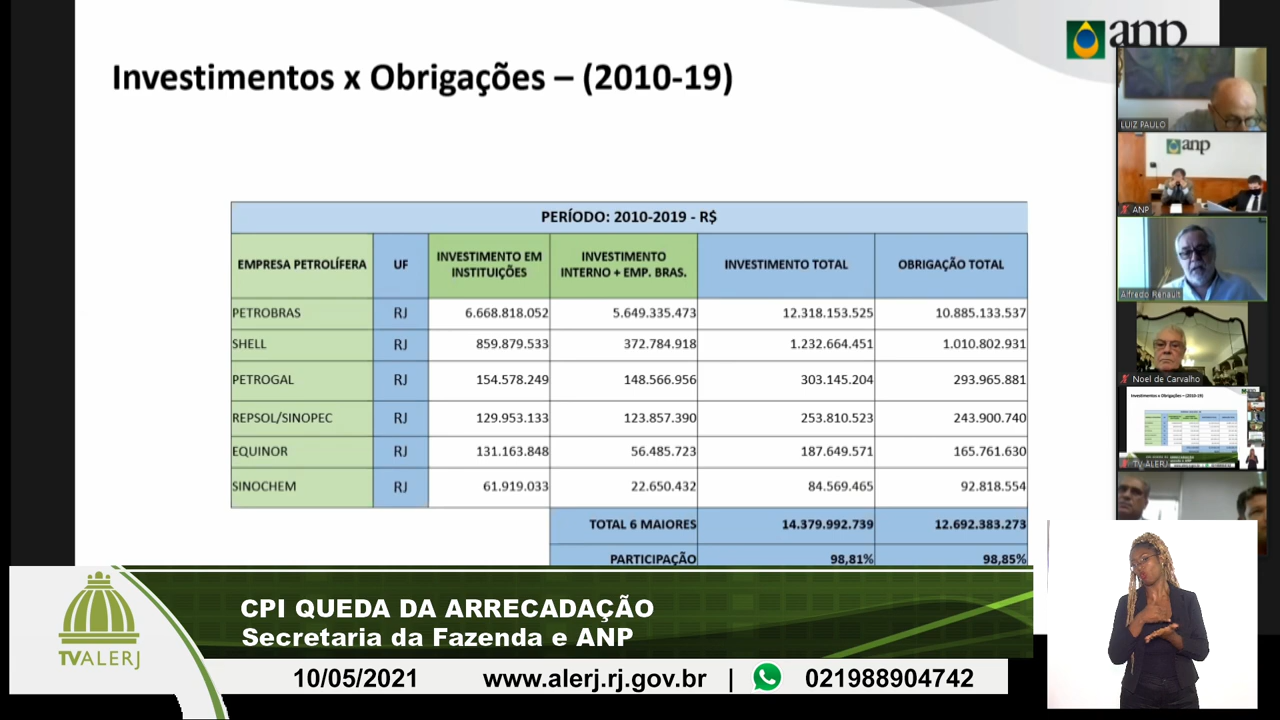 anp
Investimentos x Obrigações – (2010-19)
PERÍODO: 2010-2019 - R$
EMPRESA PETROLÍFERA UF INVESTIMENTO EM INSTITUIÇÕES INVESTIMENTO INTERNO + EMP. BRAS. INVESTIMENTO TOTAL OBRIGAÇÃO TOTAL
PETROBRAS RJ 6.668.818.052 5.649.335.473 12.318.153.525 10.885.133.537
SHELL RJ 859.879.533 372.784.918 1.232.664.451 1.010.802.931
PETROGAL RJ 154.578.249 148.566.956 303.145.204 293.965.881
REPSOL/SINOPEC RJ 129.953.133 123.857.390 253.810.523 243.900.740
EQUINOR RJ 131.163.848 56.485.723 187.649.571 165.761.630
SINOCHEM RJ 61.919.033 22.650.432 84.569.465 92.818.554
TOTAL 6 MAIORES 14.379.992.739 12.692.383.273
PARTICIPAÇÃO 98,81% 98,85%
LUIZ PAULO
anp
ANP
Alfredo Renault
Noel de Carvalho
Investimentos x Obrigações – (2010-19)
TV ALERJ
CPI QUEDA DA ARRECADAÇÃO
Secretaria da Fazenda e ANP
TVALERJ
10/05/2021 www.alerj.rj.gov.br | 021988904742